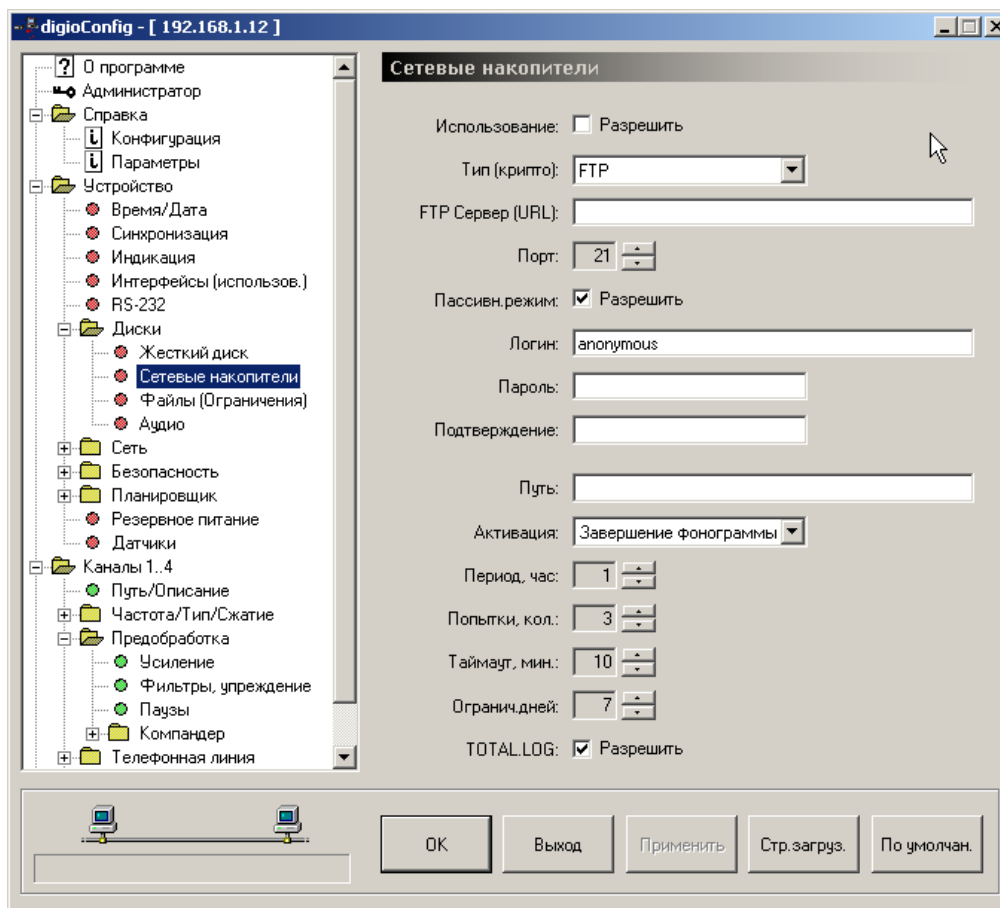 digioConfig - [ 192.168.1.12 ]
О программе
Администратор
Справка
Конфигурация
Параметры
Устройство
Время/Дата
Синхронизация
Индикация
Интерфейсы (использов.)
RS-232
Диски
Жесткий диск
Сетевые накопители
Файлы (Ограничения)
Аудио
Сеть
Безопасность
Планировщик
Резервное питание
Датчики
Каналы 1..4
Путь/Описание
Частота/Тип/Сжатие
Предобработка
Усиление
Фильтры, упреждение
Паузы
Компандер
Телефонная линия
Сетевые накопители
Использование: Разрешить
Тип (крипто): FTP
FTP Сервер (URL):
Порт: 21
Пассивн.режим: Разрешить
Логин: anonymous
Пароль:
Подтверждение:
Путь:
Активация: Завершение фонограммы
Период, час: 1
Попытки, кол.: 3
Таймаут, мин.: 10
Огранич.дней: 7
TOTAL.LOG: Разрешить
OK
Выход
Применить
Стр.загруз.
По умолчан.